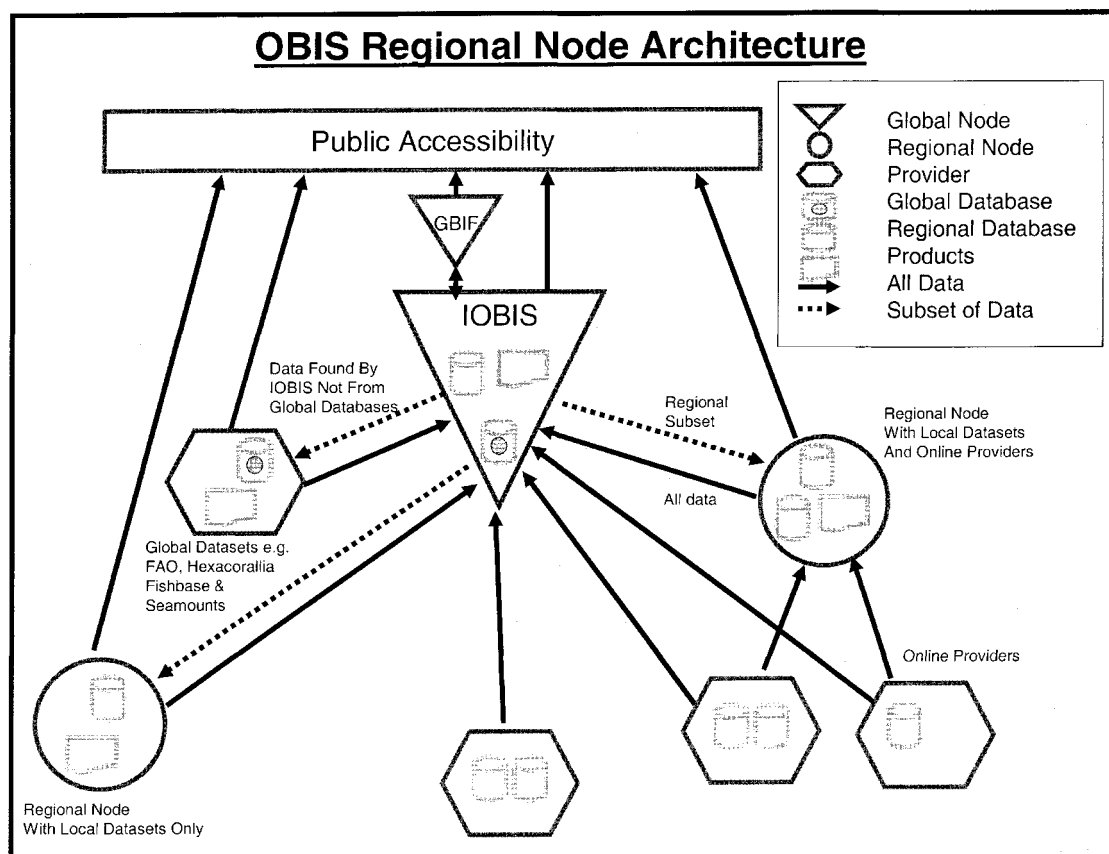 OBIS Regional Node Architecture
Public Accessibility
Global Node
Regional Node
Provider
Global Database
Regional Database
Products
All Data
Subset of Data
GBIF
IOBIS
Data Found By
IOBIS Not From
Global Databases
Regional
Subset
Regional Node
With Local Datasets
And Online Providers
All data
Global Datasets e.g.
FAO, Hexacorallia
Fishbase &
Seamounts
Online Providers
Regional Node
With Local Datasets Only